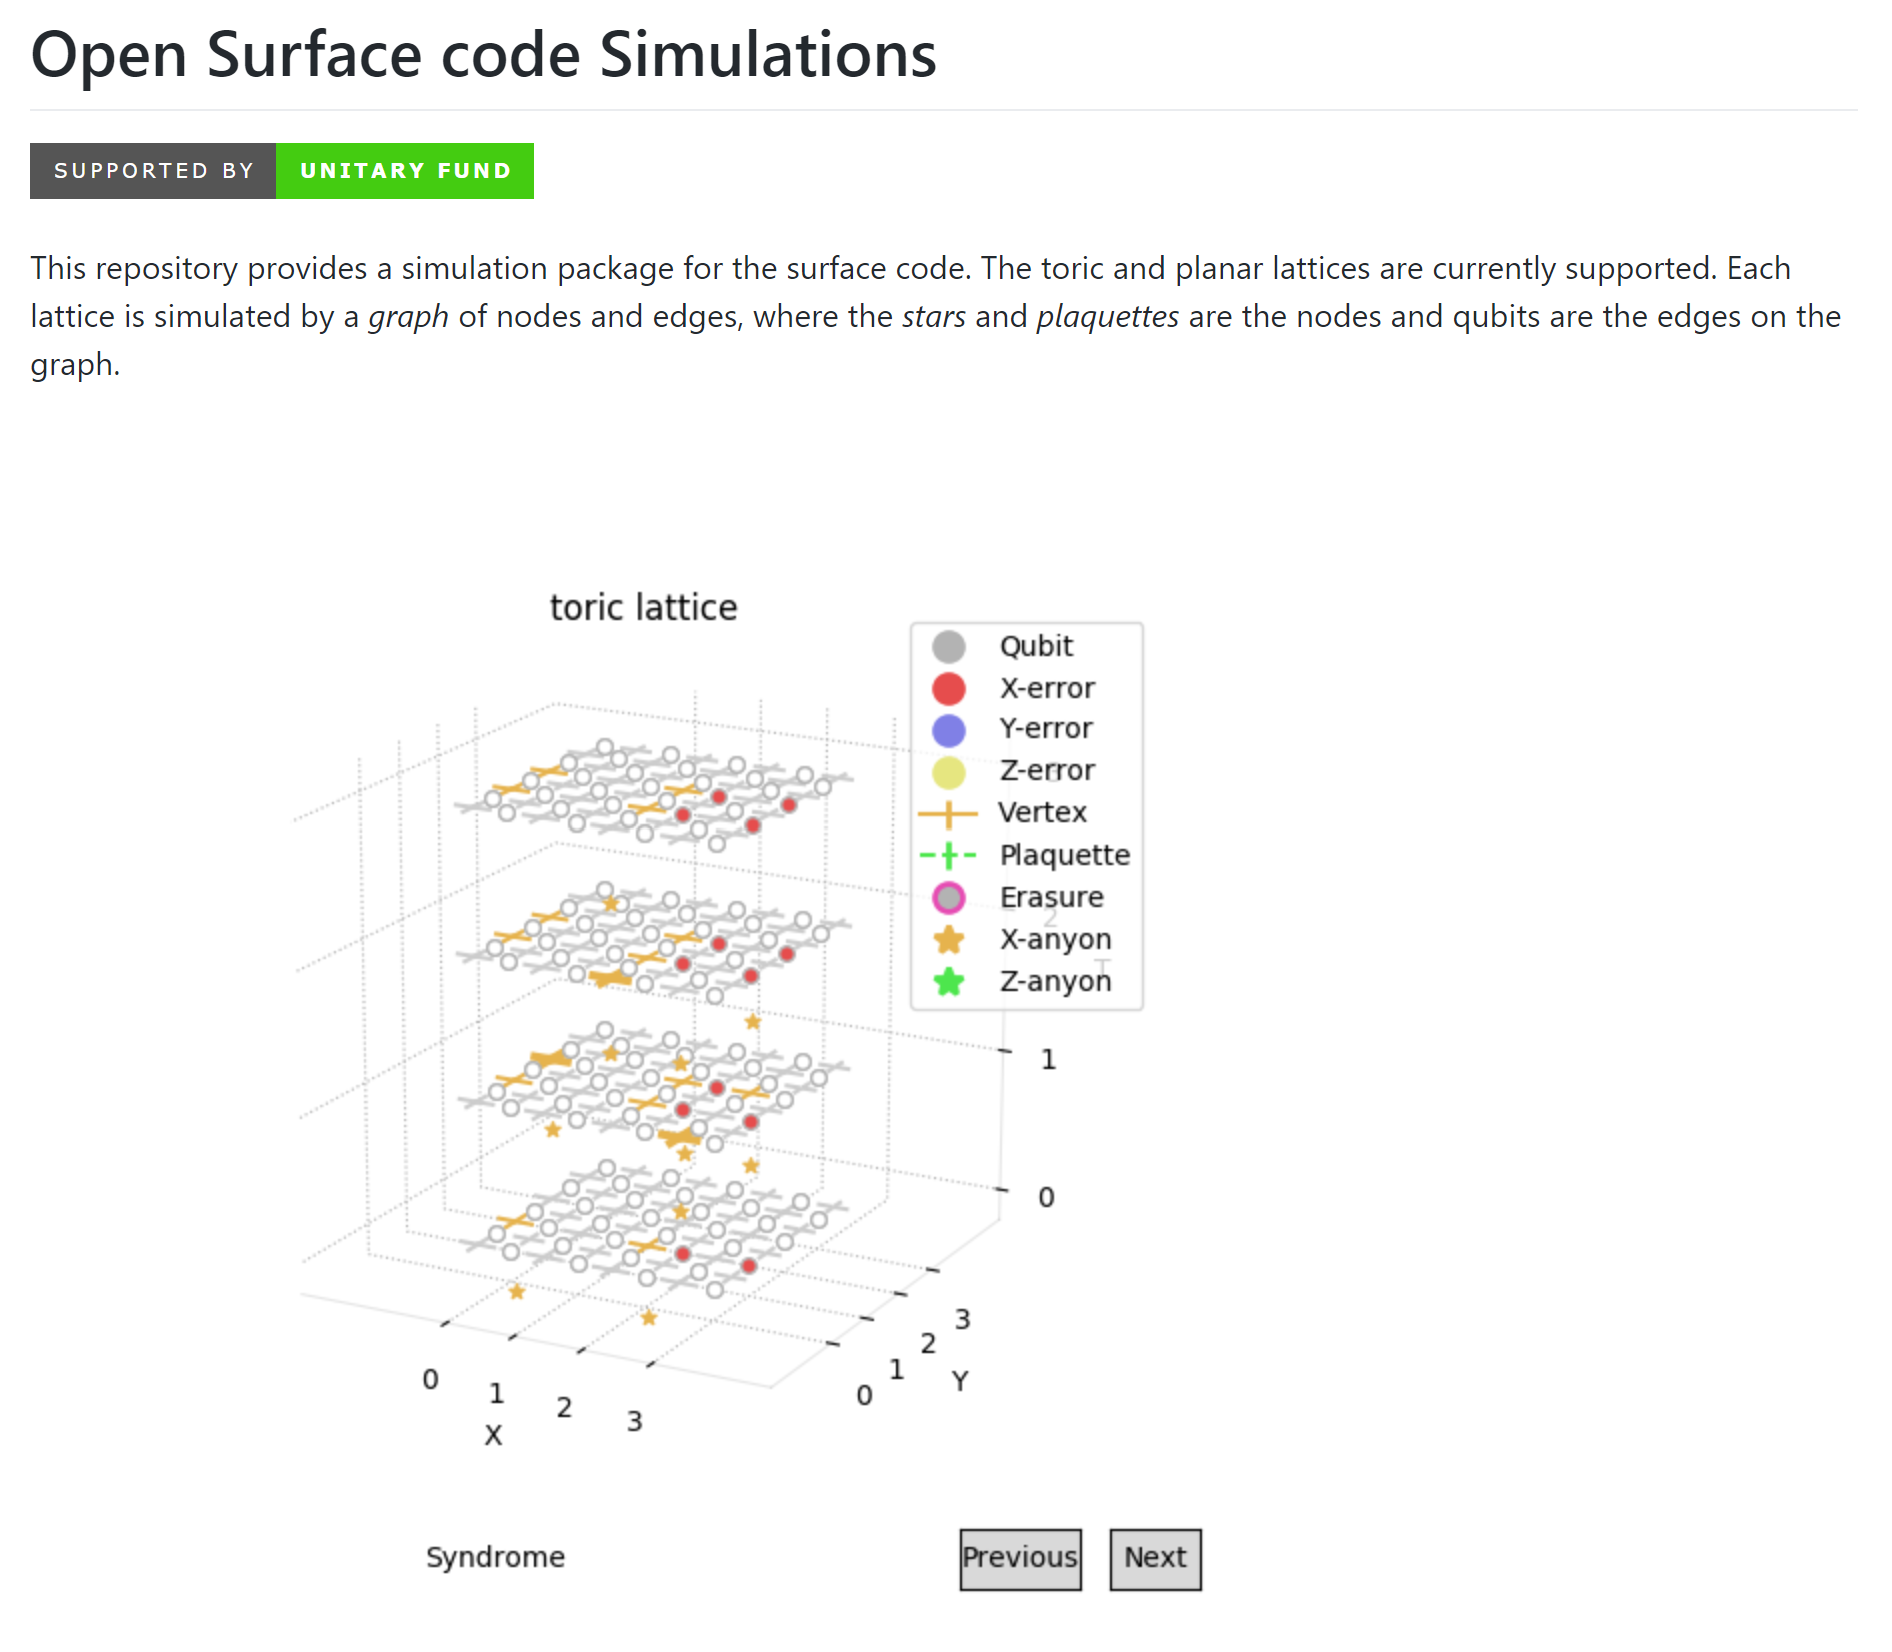 Open Surface code Simulations
SUPPORTED BY UNITARY FUND
This repository provides a simulation package for the surface code. The toric and planar lattices are currently supported. Each
lattice is simulated by a graph of nodes and edges, where the stars and plaquettes are the nodes and qubits are the edges on the
graph.
toric lattice
Qubit
X-error
Y-error
Z-error
3
Vertex
Plaquette
Erasure
2
X-anyon
T
Z-anyon
1
0
3
2
1
0
Y
0
1
2
3
X
Syndrome
Previous
Next